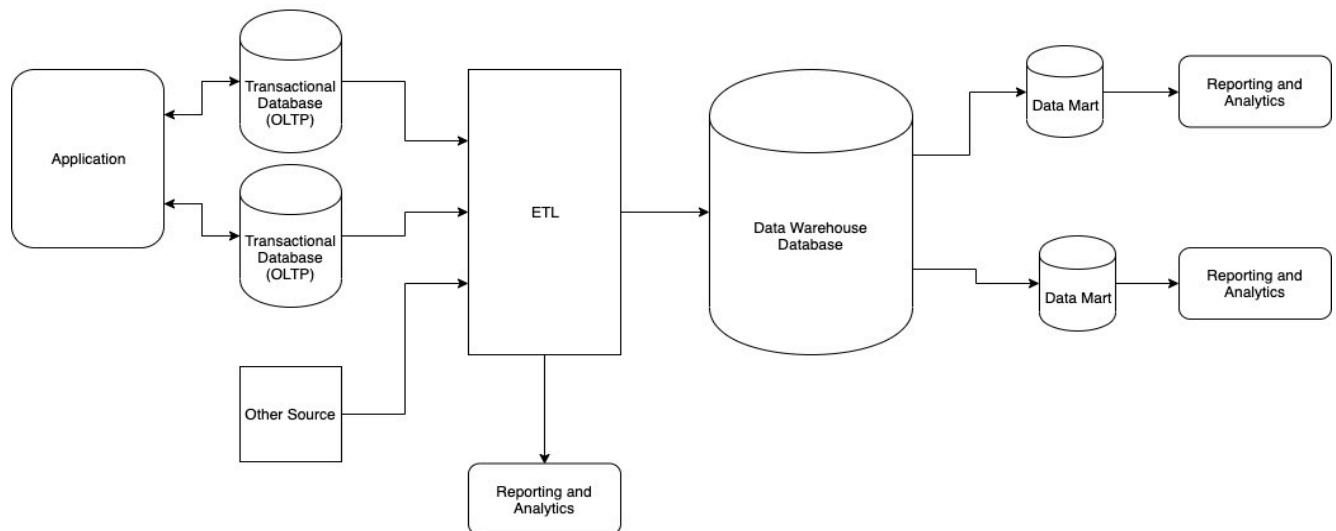 Application
Transactional
Database
(OLTP)
Transactional
Database
(OLTP)
Other Source
ETL
Reporting and
Analytics
Data Warehouse
Database
Data Mart
Reporting and
Analytics
Data Mart
Reporting and
Analytics